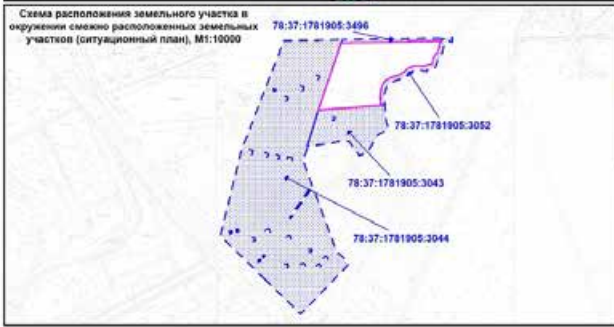 Схема расположения земельного участка в
окружении смежно расположенных земельных
участков (ситуационный план), М1:10000
78:37:1781905:3496
78:37:1781905:3052
78:37:1781905:3043
78:37:1781905:3044